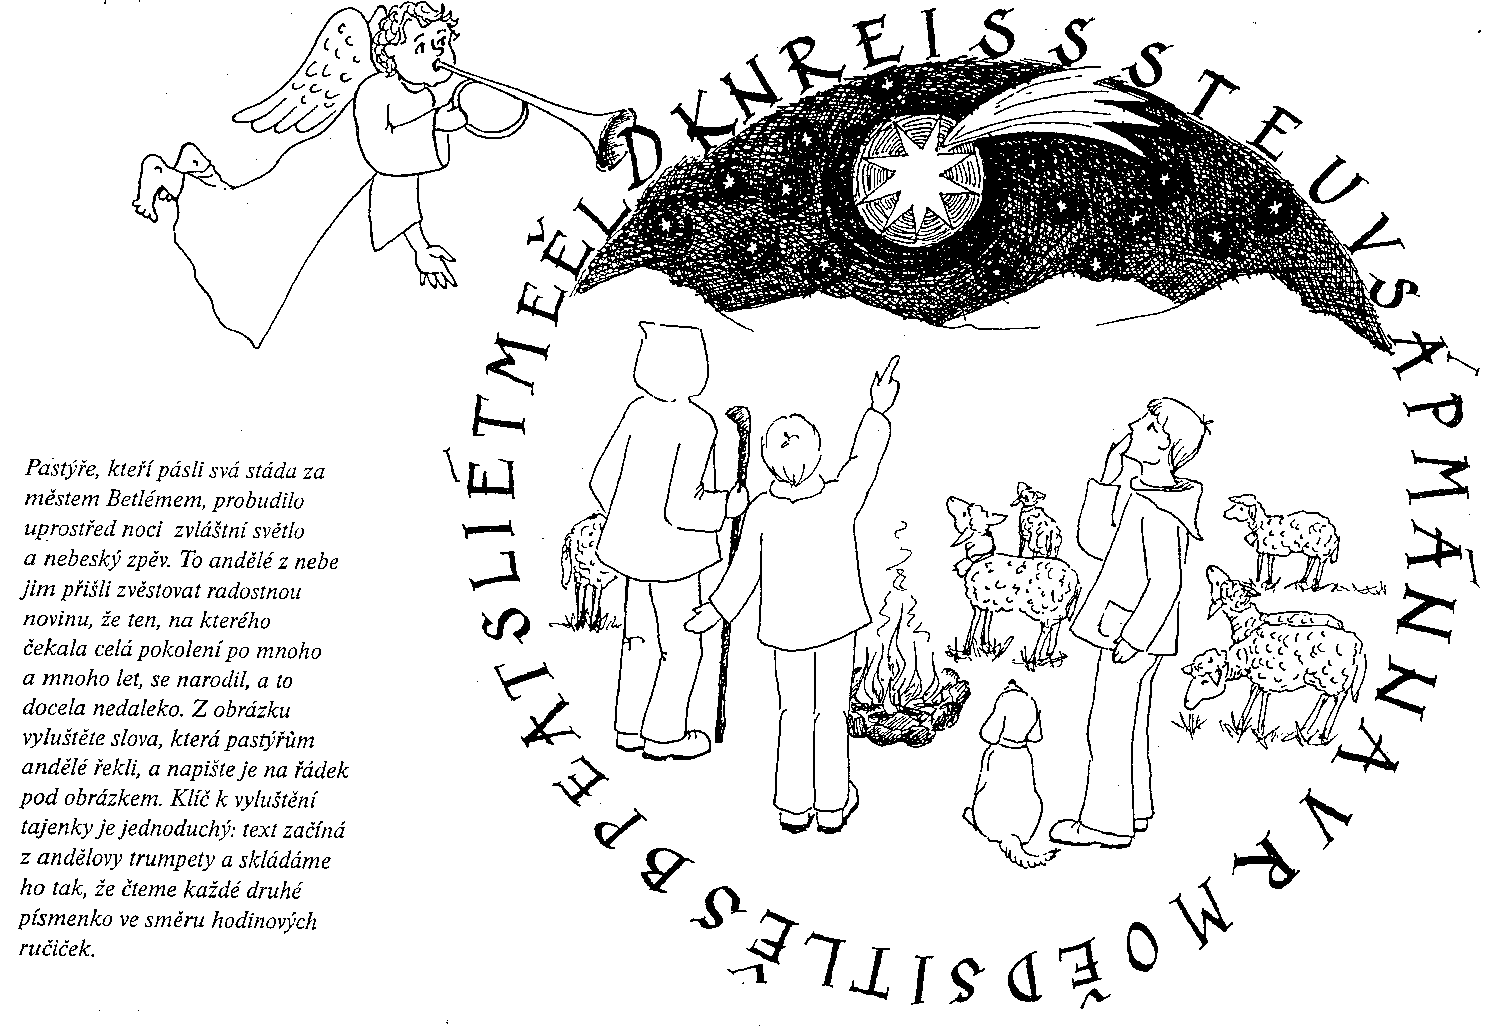 DKNREISSSTEUVSÁPMÁNNAVRMOĚDSITLĚSBPEATSLIÉTMEĚL
Pastýře, kteří pásli svá stáda za
městem Betlémem, probudilo
uprostřed noci zvláštní světlo
a nebeský zpěv. To andělé z nebe
jim přišli zvěstovat radostnou
novinu, že ten, na kterého
čekala celá pokolení po mnoho
a mnoho let, se narodil, a to
docela nedaleko. Z obrázku
vyluštěte slova, která pastýřům
andělé řekli, a napište je na řádek
pod obrázkem. Klíč k vyluštění
tajenky je jednoduchý: text začíná
z andělovy trumpety a skládáme
ho tak, že čteme každé druhé
písmenko ve směru hodinových
ručiček.